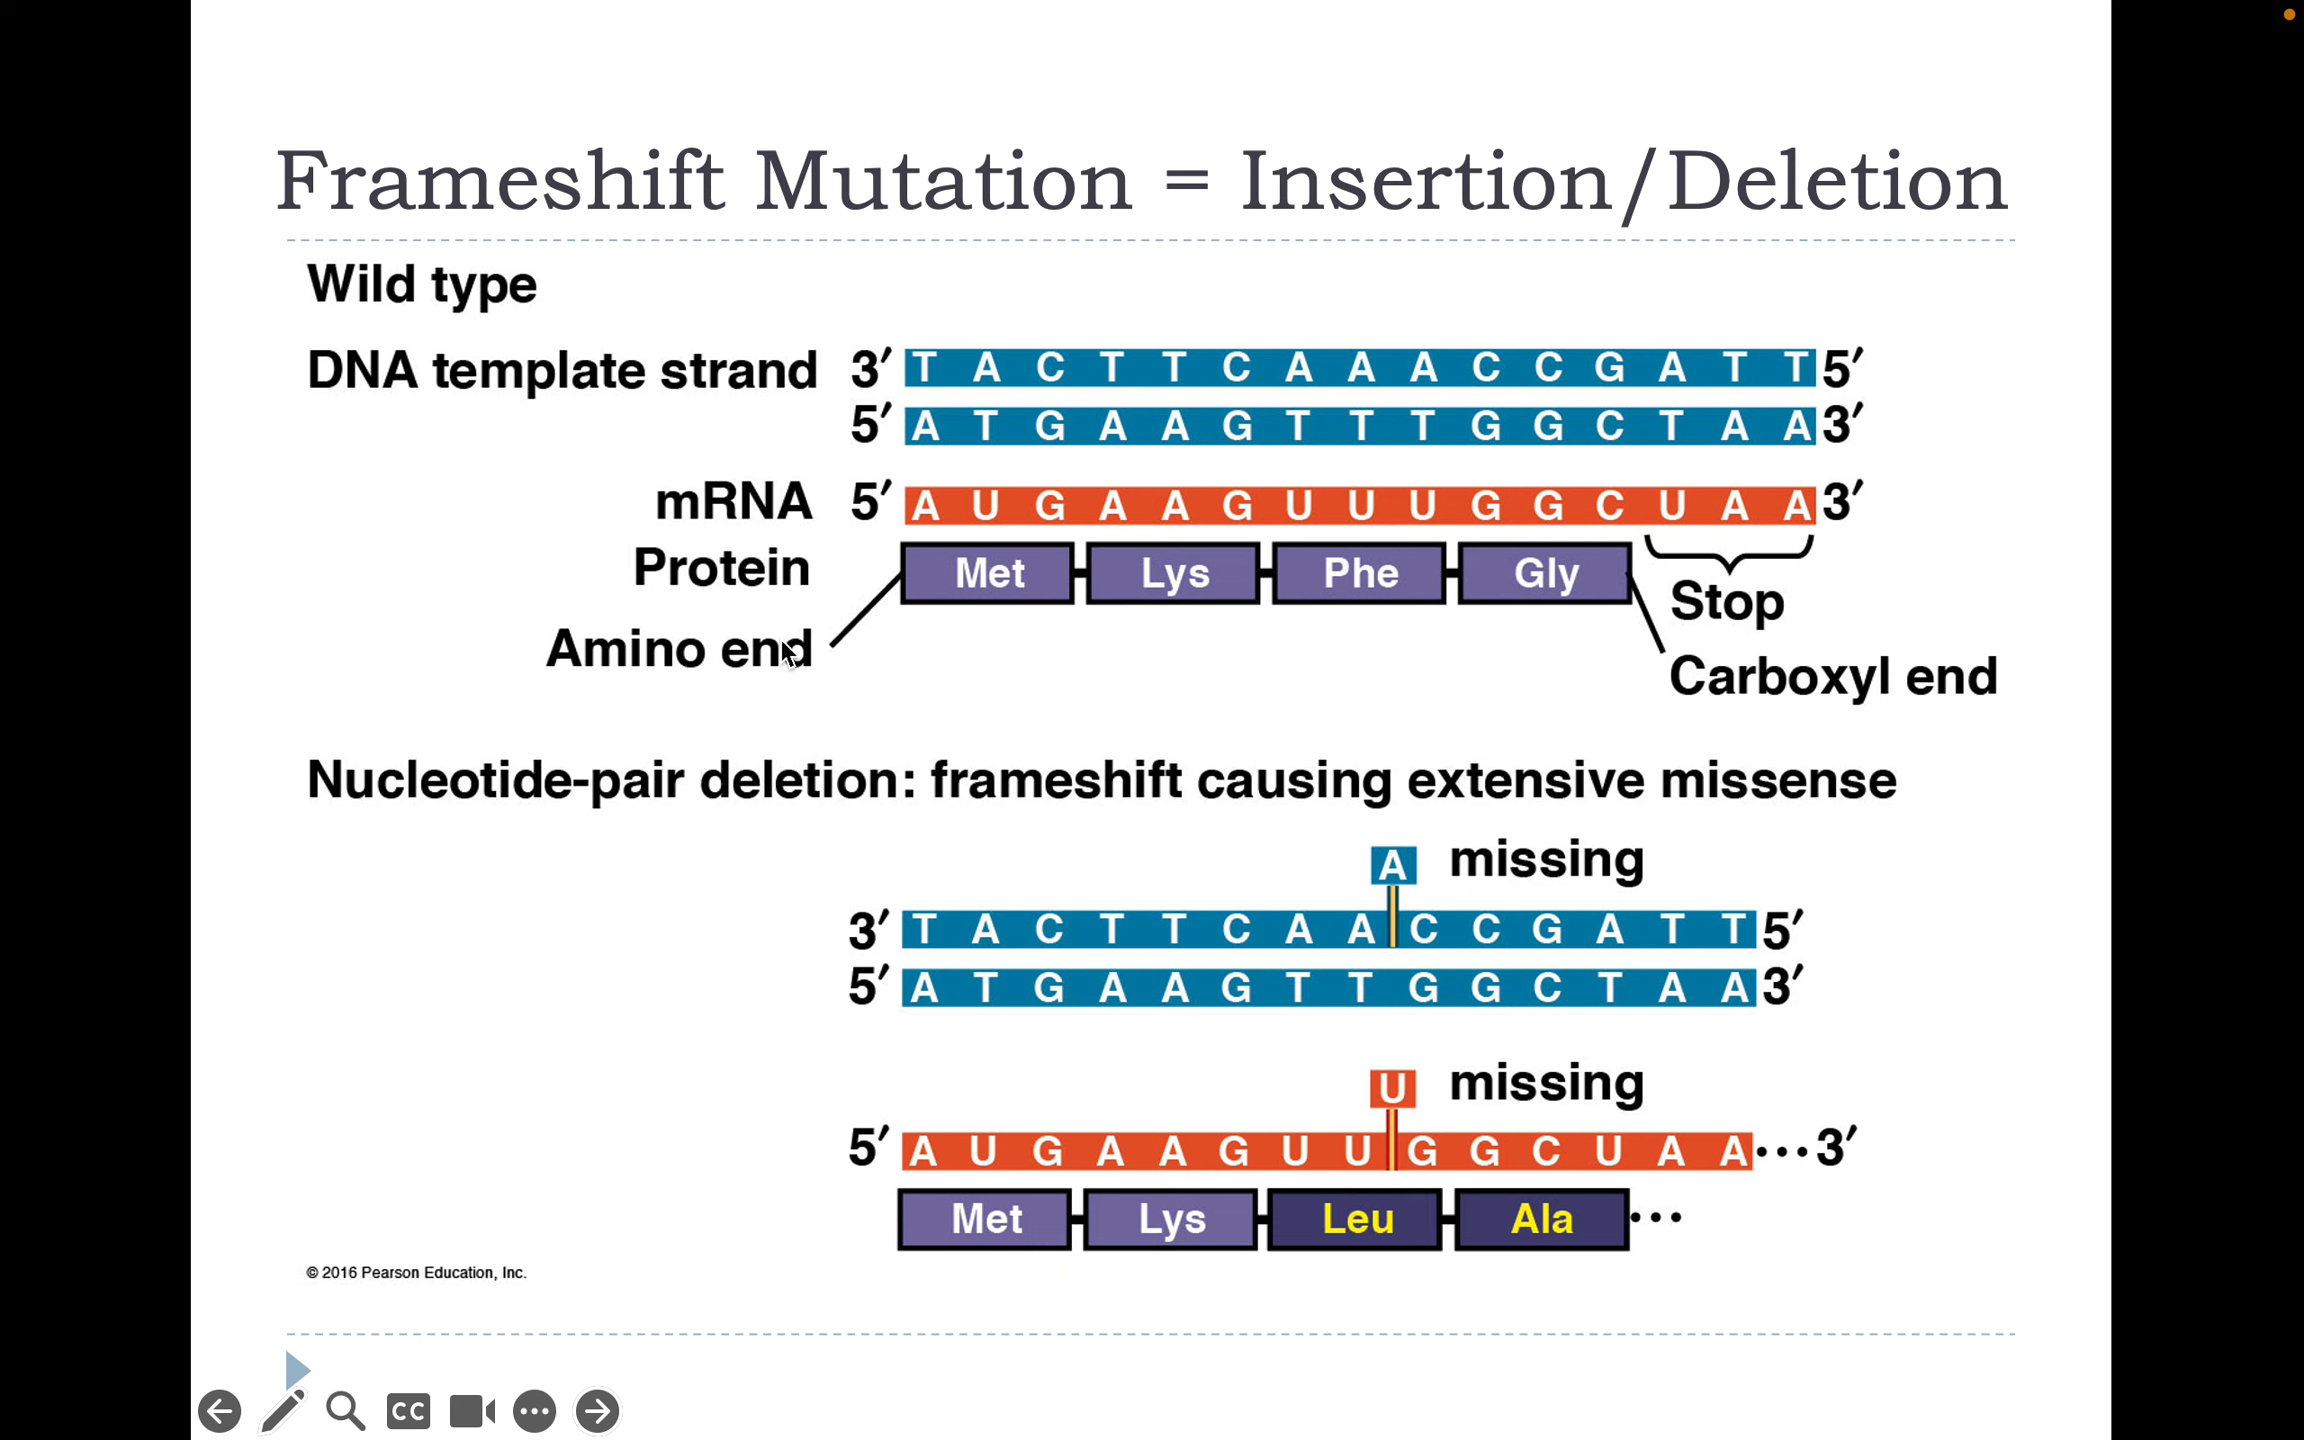 Frameshift Mutation = Insertion/Deletion
Wild type
DNA template strand 3′ T A C T T C A A A C C G A T T 5′
5′ A T G A A G T T T G G C T A A 3′
mRNA 5′ A U G A A G U U U G G C U A A 3′
Protein Met Lys Phe Gly Stop
Amino end Carboxyl end
Nucleotide-pair deletion: frameshift causing extensive missense
A missing
3′ T A C T T C A A C C G A T T 5′
5′ A T G A A G T T G G C T A A 3′
U missing
5′ A U G A A G U U G G C U A A ... 3′
Met Lys Leu Ala ...
© 2016 Pearson Education, Inc.
CC